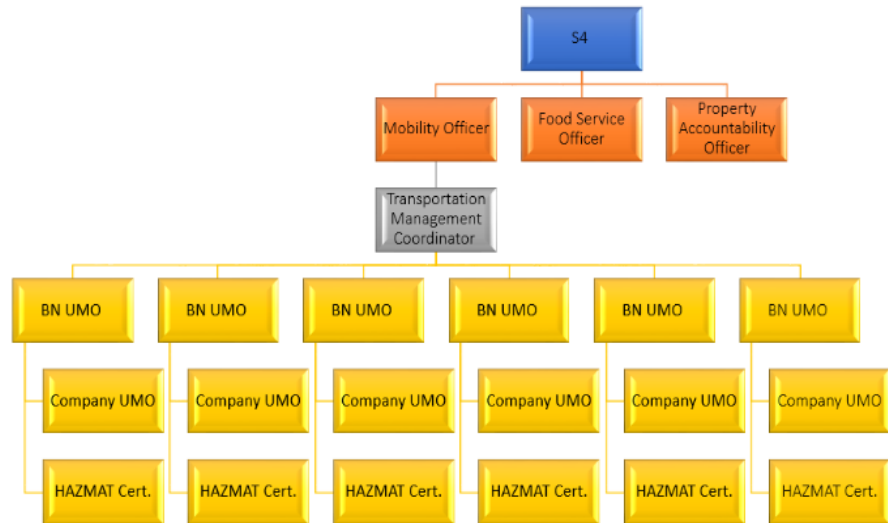 S4
Mobility Officer
Food Service
Officer
Property
Accountability
Officer
Transportation
Management
Coordinator
BN UMO
BN UMO
BN UMO
BN UMO
BN UMO
BN UMO
Company UMO
Company UMO
Company UMO
Company UMO
Company UMO
Company UMO
HAZMAT Cert.
HAZMAT Cert.
HAZMAT Cert.
HAZMAT Cert.
HAZMAT Cert.
HAZMAT Cert.